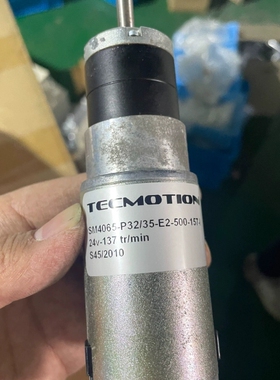 TECMOTION
SM4065-P32/35-E2-500-157-
24v-137 tr/min
S45/2010